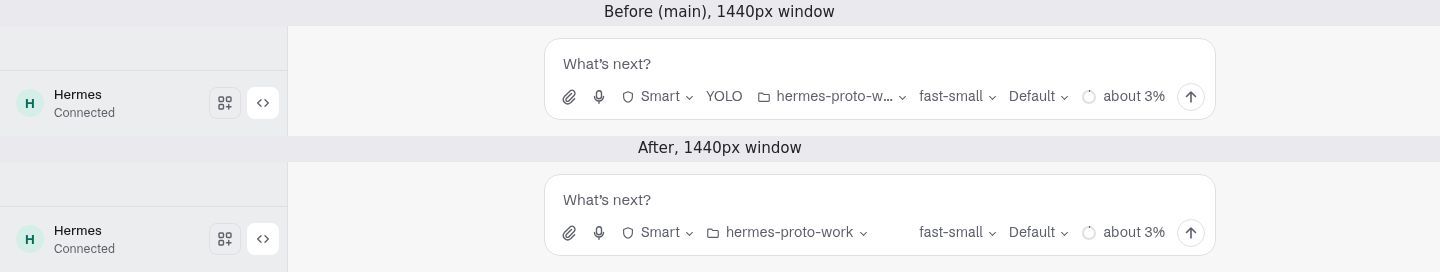 Before (main), 1440px window
What's next?
Hermes
Connected
H
Smart YOLO hermes-proto-w... fast-small Default about 3%
After, 1440px window
What's next?
Hermes
Connected
H
Smart hermes-proto-work fast-small Default about 3%